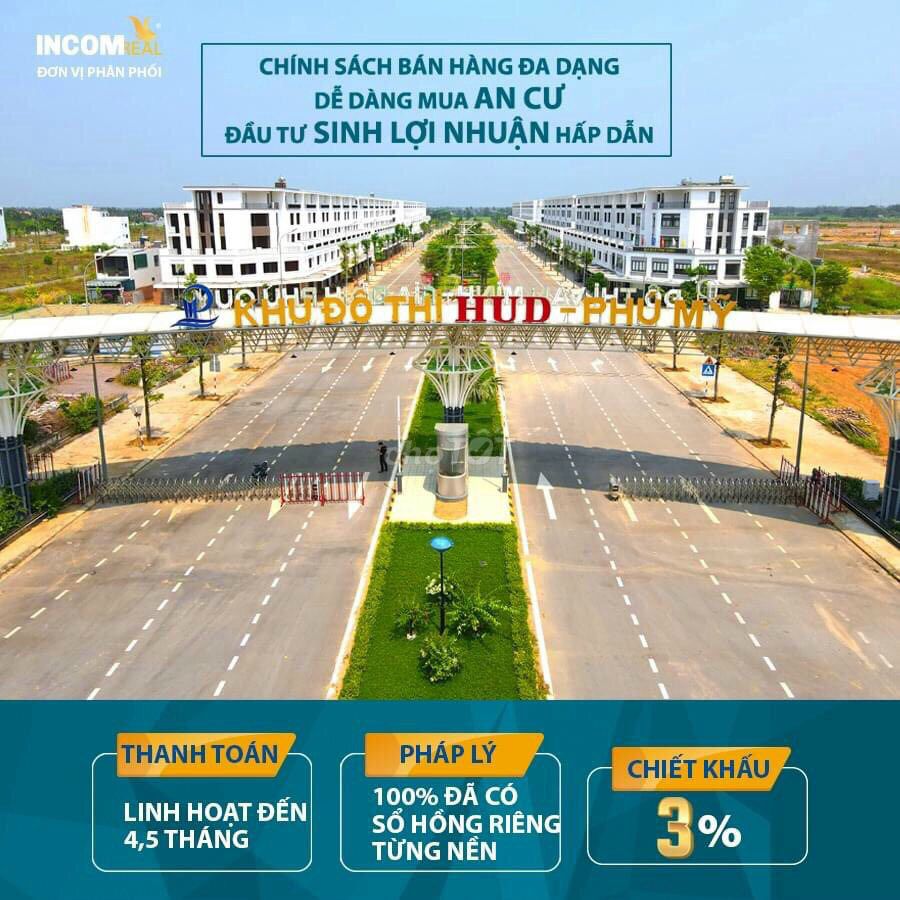 INCOMREAL
ĐƠN VỊ PHÂN PHỐI
CHÍNH SÁCH BÁN HÀNG ĐA DẠNG
DỄ DÀNG MUA AN CƯ
ĐẦU TƯ SINH LỢI NHUẬN HẤP DẪN
KHU ĐÔ THỊ HUD - PHÚ MỸ
THANH TOÁN
LINH HOẠT ĐẾN
4,5 THÁNG
PHÁP LÝ
100% ĐÃ CÓ
SỔ HỒNG RIÊNG
TỪNG NỀN
CHIẾT KHẤU
3%